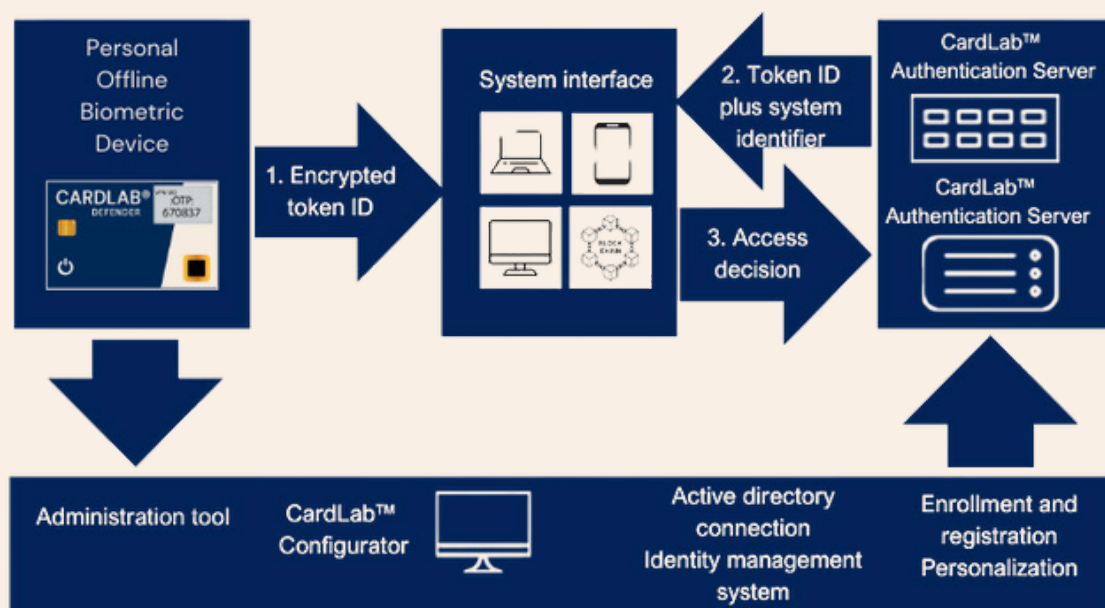 Personal
Offline
Biometric
Device
CARDLAB®
DEFENDER
:OTP:
670837
1. Encrypted
token ID
System interface
BLOCK
CHAIN
2. Token ID
plus system
identifier
3. Access
decision
CardLab™
Authentication Server
CardLab™
Authentication Server
Administration tool
CardLab™
Configurator
Active directory
connection
Identity management
system
Enrollment and
registration
Personalization